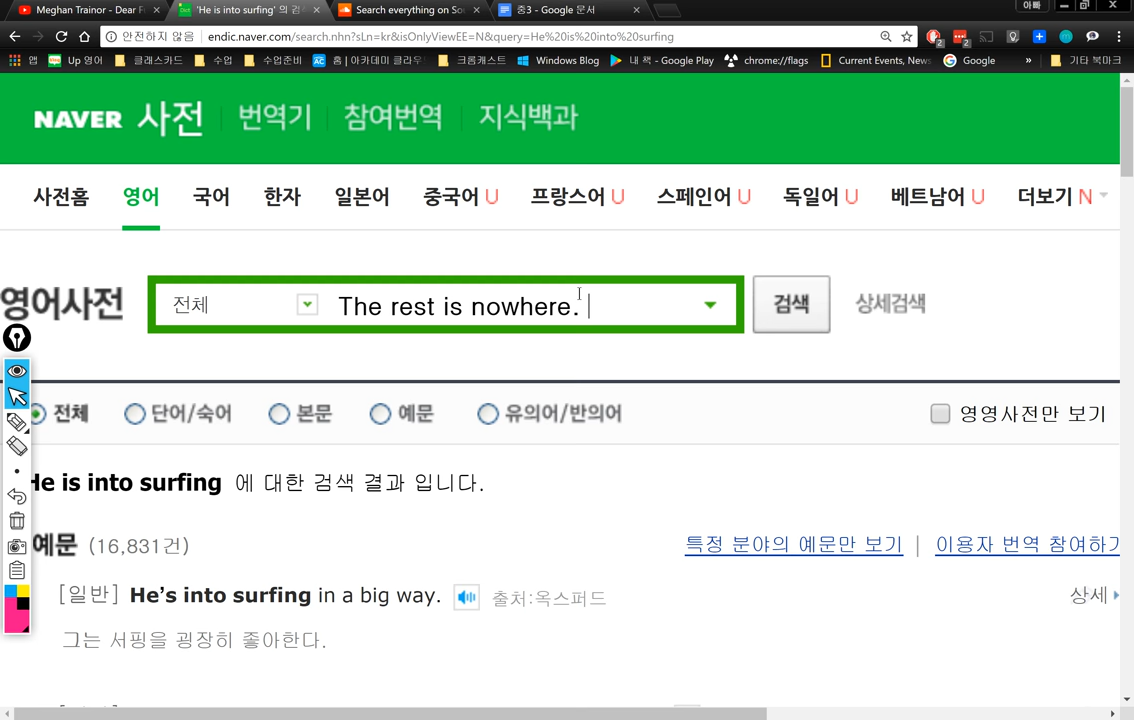 Meghan Trainor - Dear F
'He is into surfing' 의 검
Search everything on So
중3 - Google 문서
아빠
안전하지 않음 endic.naver.com/search.nhn?sLn=kr&isOnlyViewEE=N&query=He%20is%20into%20surfing
앱 Up 영어 클래스카드 수업 수업준비 홈 | 아카데미 클라우 크롬캐스트 Windows Blog 내 책 - Google Play chrome://flags Current Events, News Google » 기타 북마크
NAVER 사전 번역기 참여번역 지식백과
사전홈 영어 국어 한자 일본어 중국어 U 프랑스어 U 스페인어 U 독일어 U 베트남어 U 더보기 N
영어사전 전체 The rest is nowhere. 검색 상세검색
전체 단어/숙어 본문 예문 유의어/반의어 영영사전만 보기
He is into surfing 에 대한 검색 결과 입니다.
예문 (16,831건) 특정 분야의 예문만 보기 | 이용자 번역 참여하기
[일반] He's into surfing in a big way. 출처:옥스퍼드 상세
그는 서핑을 굉장히 좋아한다.